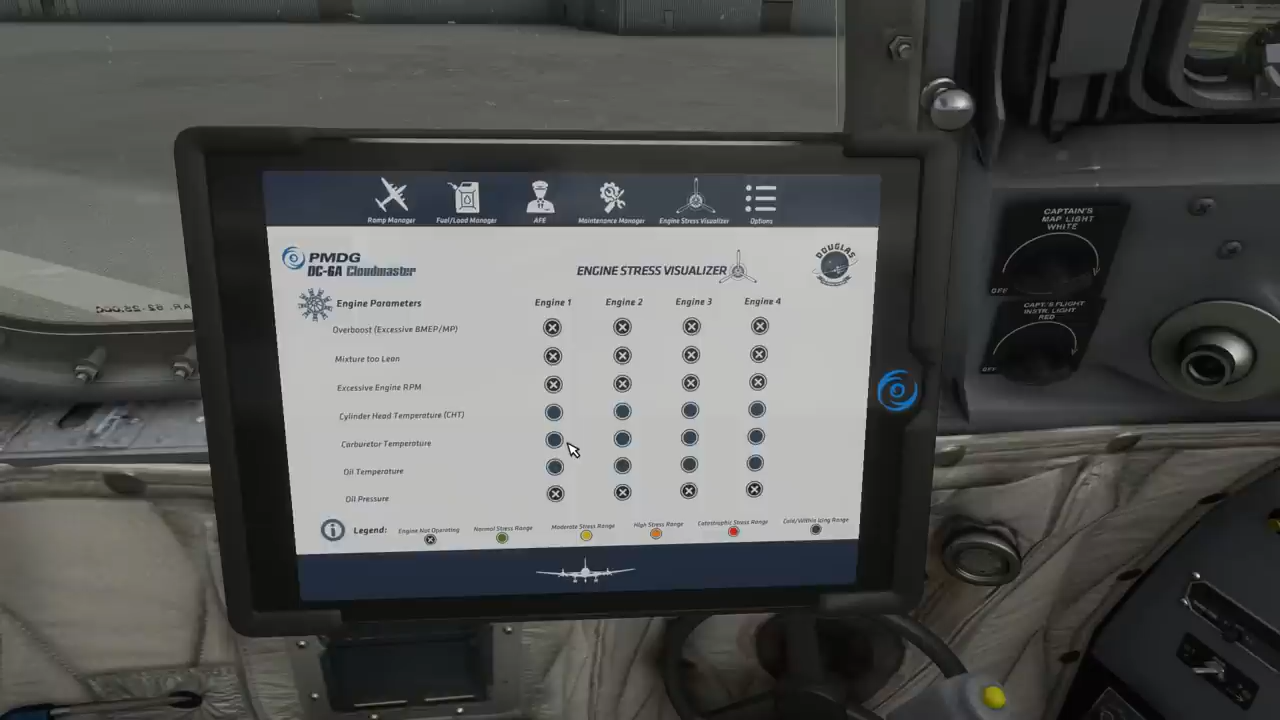 Ramp Manager
Fuel/Load Manager
AFE
Maintenance Manager
Engine Stress Visualizer
Options
PMDG
DC-6A Cloudmaster
ENGINE STRESS VISUALIZER
DOUGLAS
Engine Parameters Engine 1 Engine 2 Engine 3 Engine 4
Overboost (Excessive BMEP/MP)
Mixture too Lean
Excessive Engine RPM
Cylinder Head Temperature (CHT)
Carburetor Temperature
Oil Temperature
Oil Pressure
Legend: Engine Not Operating Normal Stress Range Moderate Stress Range High Stress Range Catastrophic Stress Range Cold/Within Icing Range
CAPTAIN'S
MAP LIGHT
WHITE
OFF
CAPT'S FLIGHT
INSTR. LIGHT
RED
OFF